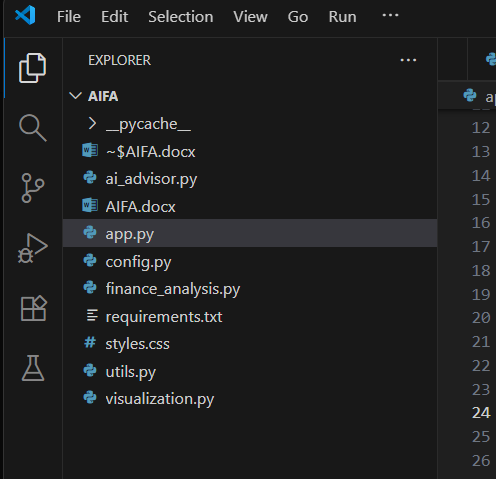 File Edit Selection View Go Run ···
EXPLORER ···
AIFA
__pycache__
~$AIFA.docx
ai_advisor.py
AIFA.docx
app.py
config.py
finance_analysis.py
requirements.txt
# styles.css
utils.py
visualization.py
12
13
14
15
16
17
18
19
20
21
22
23
24
25
26